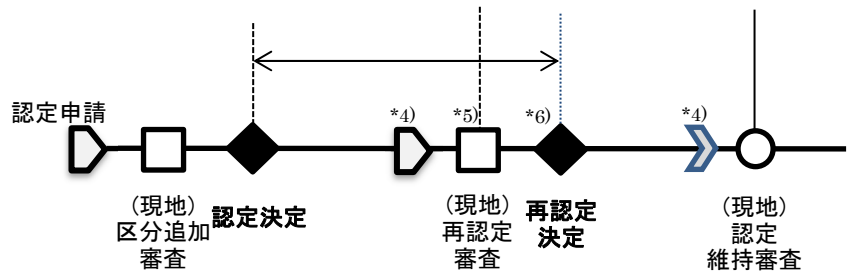 認定申請
*4)
*5)
*6)
*4)
(現地)
区分追加
審査
認定決定
(現地)
再認定
審査
再認定
決定
(現地)
認定
維持審査